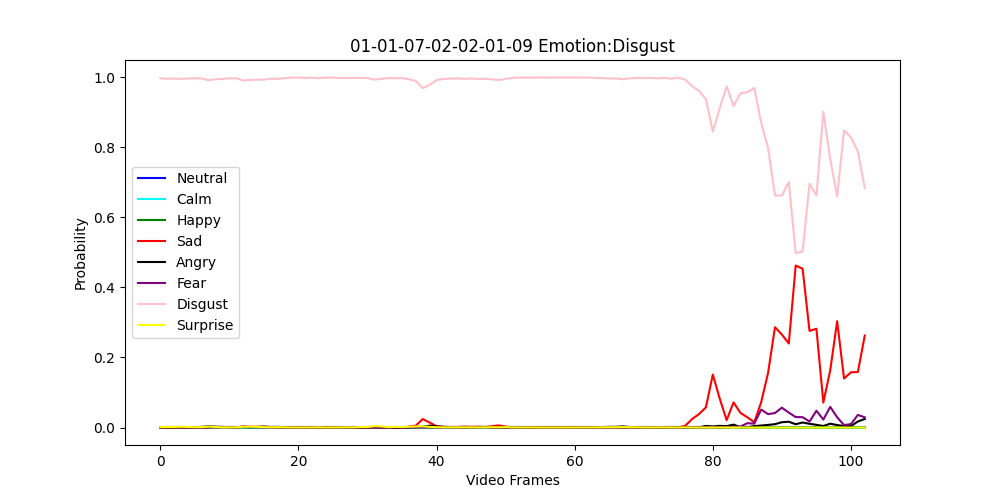 01-01-07-02-02-01-09 Emotion:Disgust
1.0
0.8
0.6
0.4
0.2
0.0
Probability
Neutral
Calm
Happy
Sad
Angry
Fear
Disgust
Surprise
0 20 40 60 80 100
Video Frames